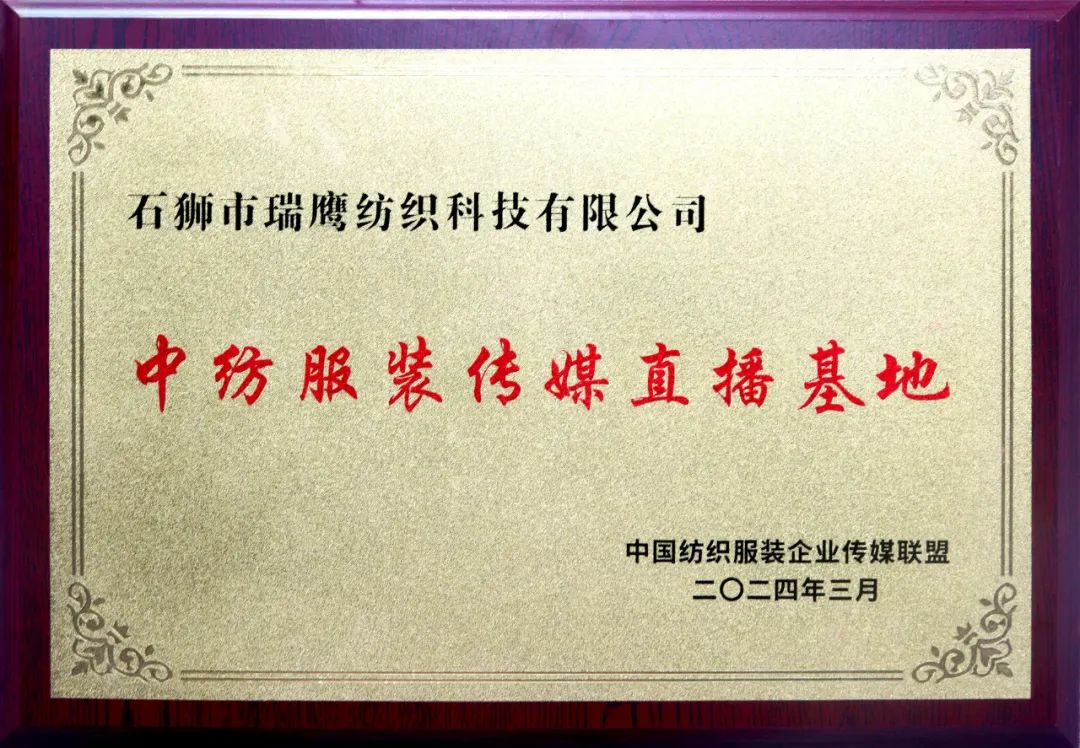 石狮市瑞鹰纺织科技有限公司
中纺服装传媒直播基地
中国纺织服装企业传媒联盟
二〇二四年三月